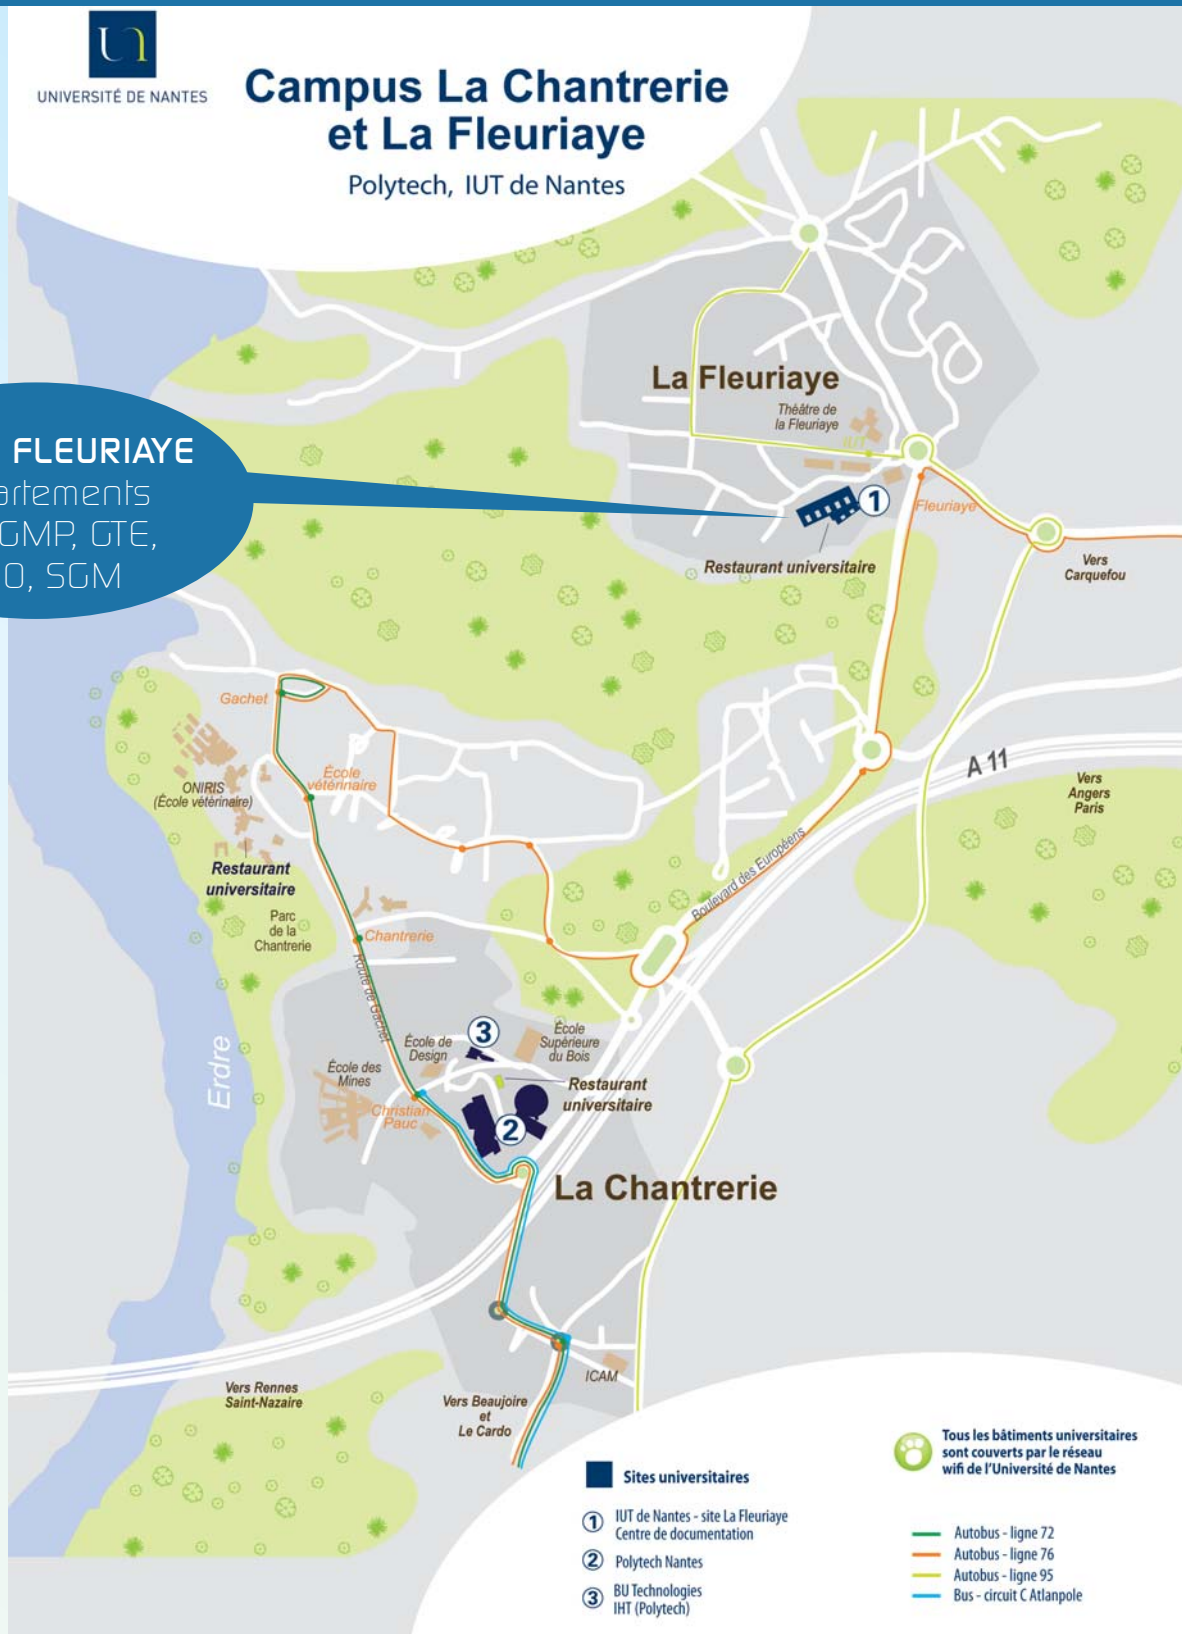 UNIVERSITÉ DE NANTES
Campus La Chantrerie
et La Fleuriaye
Polytech, IUT de Nantes
La Fleuriaye
Théâtre de
la Fleuriaye
IUT
1
Fleuriaye
Restaurant universitaire
Vers
Carquefou
FLEURIAYE
artements
GMP, GTE,
O, SGM
Gachet
École
vétérinaire
ONIRIS
(École vétérinaire)
Restaurant
universitaire
Parc
de la
Chantrerie
Chantrerie
Route de Gachet
A 11
Vers
Angers
Paris
Boulevard des Européens
Erdre
3
École de
Design
École
Supérieure
du Bois
École des
Mines
Christian
Pauc
Restaurant
universitaire
2
La Chantrerie
ICAM
Vers Rennes
Saint-Nazaire
Vers Beaujoire
et
Le Cardo
Sites universitaires
1 IUT de Nantes - site La Fleuriaye
Centre de documentation
2 Polytech Nantes
3 BU Technologies
IHT (Polytech)
Tous les bâtiments universitaires
sont couverts par le réseau
wifi de l'Université de Nantes
Autobus - ligne 72
Autobus - ligne 76
Autobus - ligne 95
Bus - circuit C Atlanpole